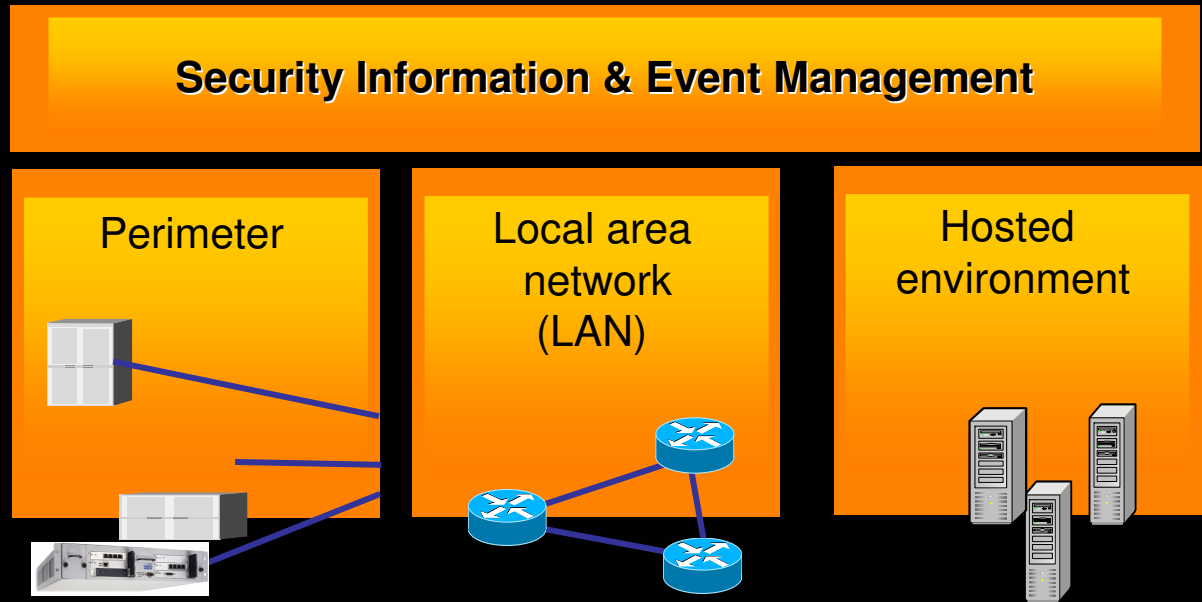 Security Information & Event Management
Perimeter
Local area
network
(LAN)
Hosted
environment